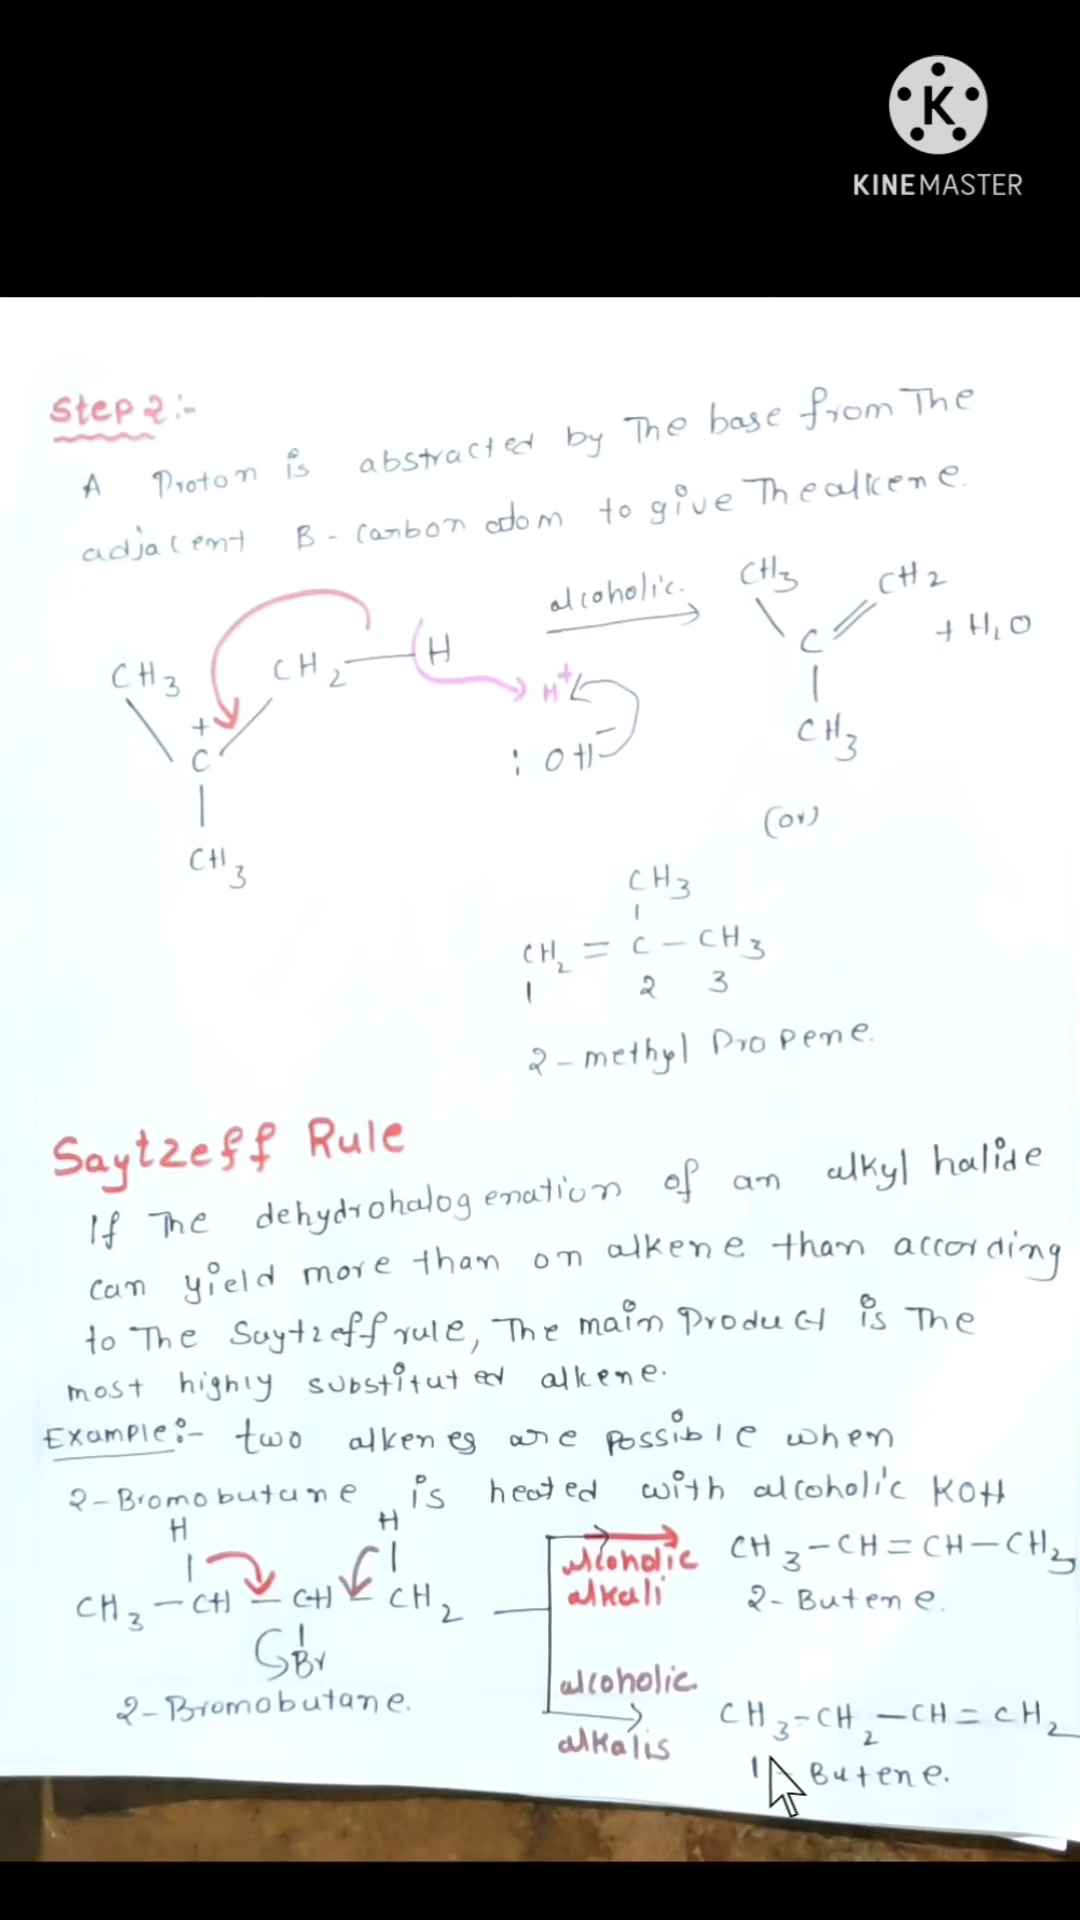 K
KINEMASTER
Step 2:-
A Proton is abstracted by The base from The
adjacent B-carbon atom to give The alkene.
CH3 CH2 — H alcoholic. CH3 CH2
+ C C + H2O
CH3 H+ CH3
: OH-
(or)
CH3
CH2 = C - CH3
1 2 3
2-methyl Propene.
Saytzeff Rule
If The dehydrohalogenation of an alkyl halide
can yield more than on alkene than according
to The Saytzeff rule, The main Product is The
most highly substituted alkene.
Example:- two alkenes are possible when
2-Bromobutane is heated with alcoholic KOH
H H
CH3 - CH - CH - CH2
Br
2-Bromobutane.
alcoholic
alkali
CH3-CH=CH-CH3
2-Butene.
alcoholic.
alkalis
CH3-CH2-CH=CH2
1-Butene.